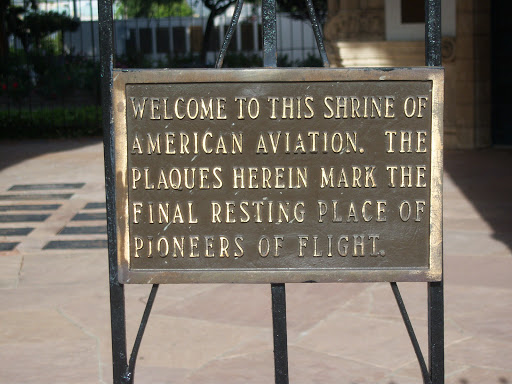 WELCOME TO THIS SHRINE OF
AMERICAN AVIATION. THE
PLAQUES HEREIN MARK THE
FINAL RESTING PLACE OF
PIONEERS OF FLIGHT.